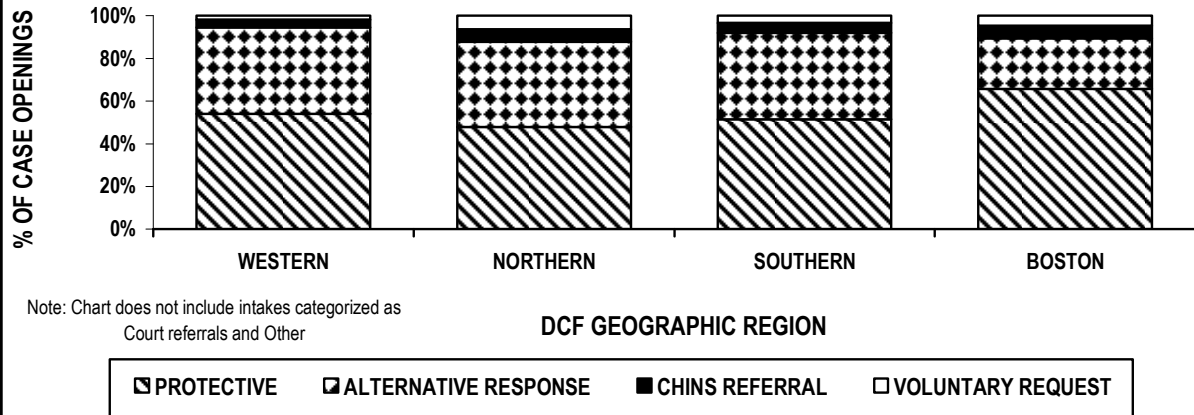 % OF CASE OPENINGS
100%
80%
60%
40%
20%
0%
WESTERN NORTHERN SOUTHERN BOSTON
Note: Chart does not include intakes categorized as
Court referrals and Other
DCF GEOGRAPHIC REGION
PROTECTIVE ALTERNATIVE RESPONSE CHINS REFERRAL VOLUNTARY REQUEST